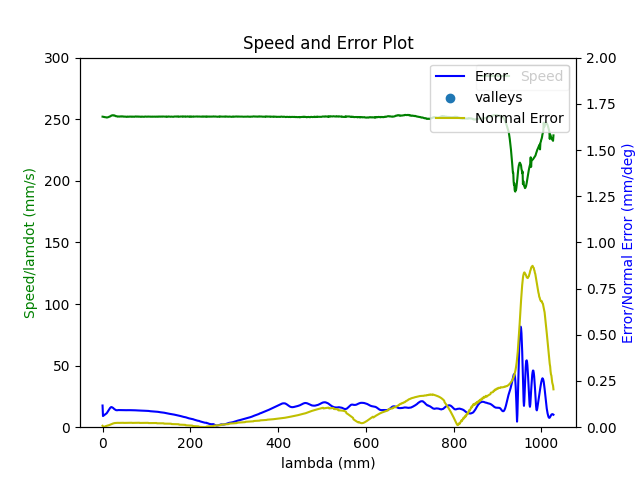 Speed and Error Plot
Speed/lamdot (mm/s)
300
250
200
150
100
50
0
Speed
Error
valleys
Normal Error
2.00
1.75
1.50
1.25
1.00
0.75
0.50
0.25
0.00
Error/Normal Error (mm/deg)
0 200 400 600 800 1000
lambda (mm)